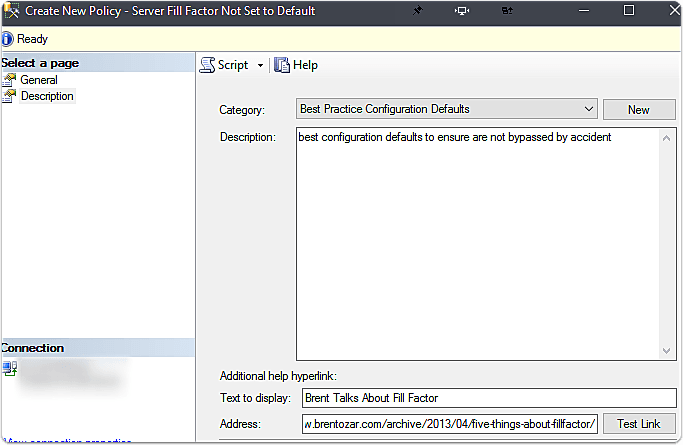 Create New Policy - Server Fill Factor Not Set to Default
Ready
Select a page
General
Description
Script
Help
Category:
Best Practice Configuration Defaults
New
Description:
best configuration defaults to ensure are not bypassed by accident
Connection
Additional help hyperlink:
Text to display:
Brent Talks About Fill Factor
Address:
w.brentozar.com/archive/2013/04/five-things-about-fillfactor/
Test Link
View connection properties